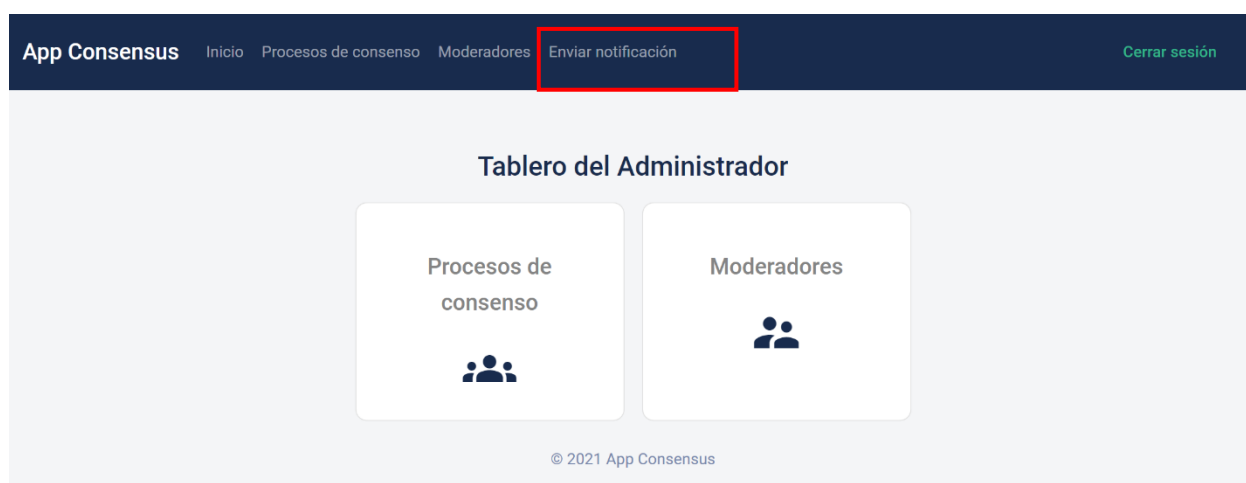 App Consensus Inicio Procesos de consenso Moderadores Enviar notificación Cerrar sesión
Tablero del Administrador
Procesos de
consenso
Moderadores
© 2021 App Consensus